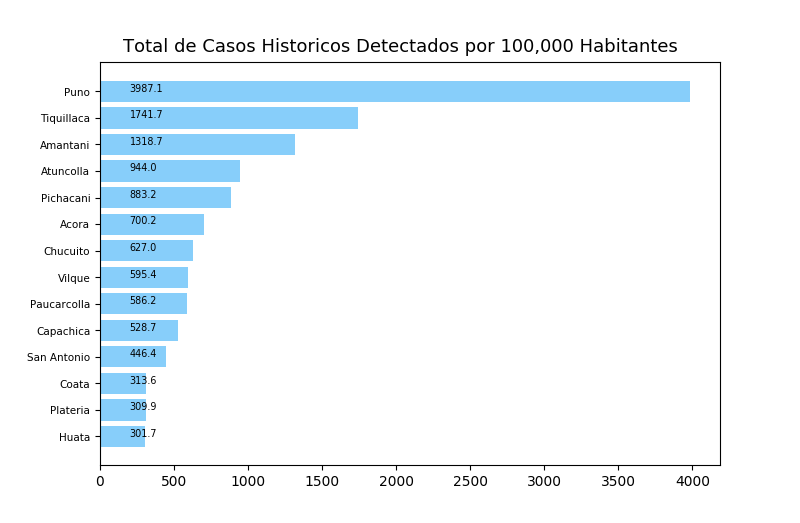 Total de Casos Historicos Detectados por 100,000 Habitantes
Puno 3987.1
Tiquillaca 1741.7
Amantani 1318.7
Atuncolla 944.0
Pichacani 883.2
Acora 700.2
Chucuito 627.0
Vilque 595.4
Paucarcolla 586.2
Capachica 528.7
San Antonio 446.4
Coata 313.6
Plateria 309.9
Huata 301.7
0 500 1000 1500 2000 2500 3000 3500 4000